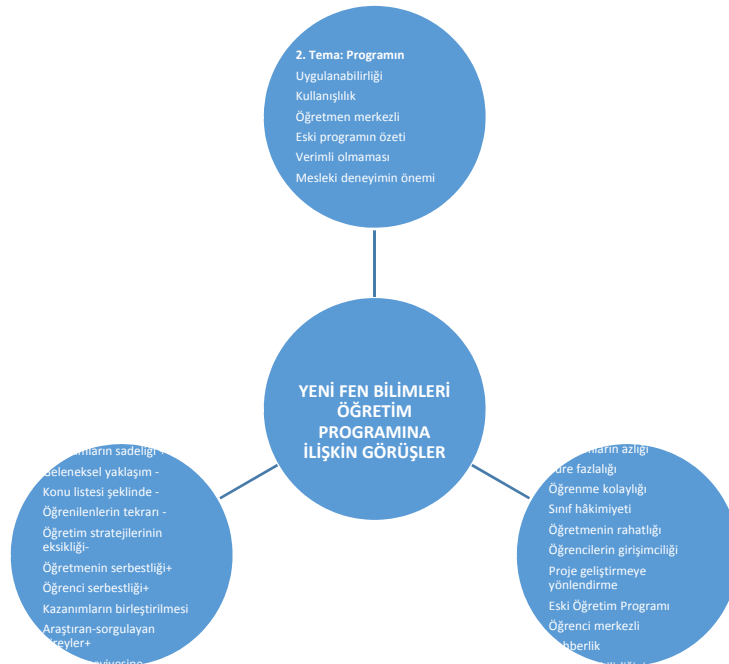 2. Tema: Programın
Uygulanabilirliği
Kullanışlılık
Öğretmen merkezli
Eski programın özeti
Verimli olmaması
Mesleki deneyimin önemi
YENİ FEN BİLİMLERİ
ÖĞRETİM
PROGRAMINA
İLİŞKİN GÖRÜŞLER
sadeliği
yaklaşım -
Konu listesi şeklinde -
Öğrenilenlerin tekrarı -
Öğretim stratejilerinin
eksikliği-
Öğretmenin serbestliği+
Öğrenci serbestliği+
Kazanımların birleştirilmesi
Araştıran-sorgulayan
azlığı
fazlalığı
Öğrenme kolaylığı
Sınıf hâkimiyeti
Öğretmenin rahatlığı
Öğrencilerin girişimciliği
Proje geliştirmeye
yönlendirme
Eski Öğretim Programı
Öğrenci merkezli